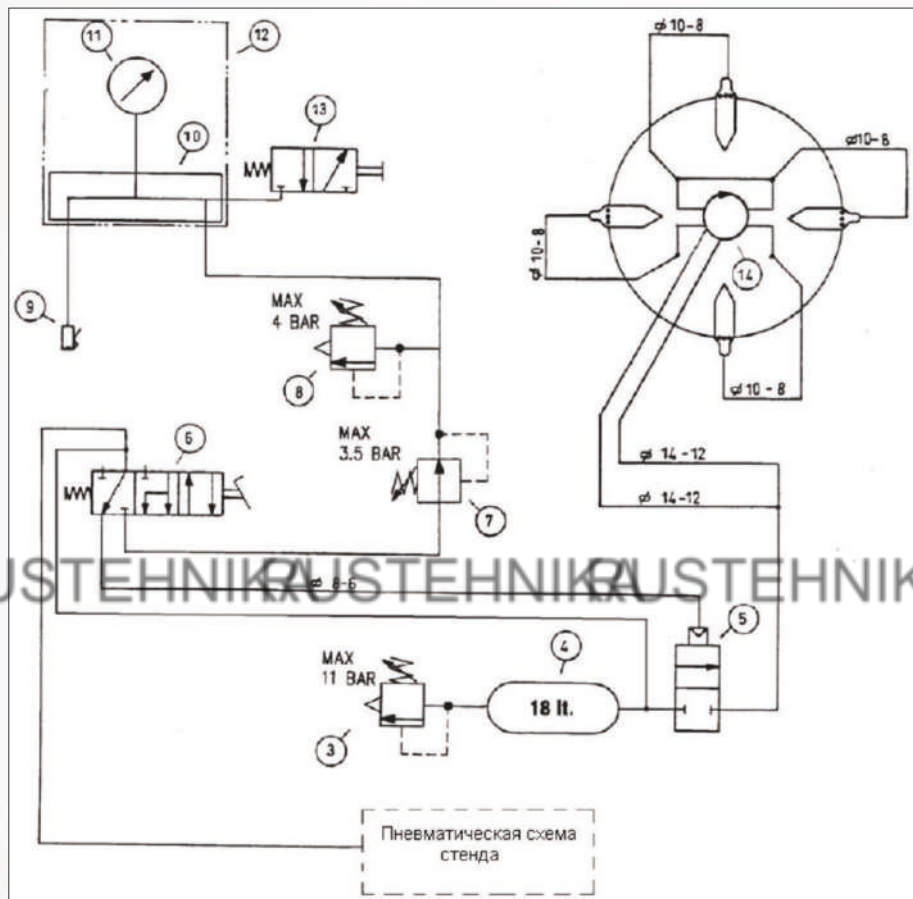 ø 10-8
11
12
13
10
ø10-8
ø 10-8
14
9
MAX
4 BAR
8
ø 10-8
6
MAX
3.5 BAR
ø 14-12
ø 14-12
7
USTEHNIKA RUSTEHNIKA RUSTEHNIK
ø 8-6
5
4
MAX
11 BAR
18 lt.
3
Пневматическая схема
стенда